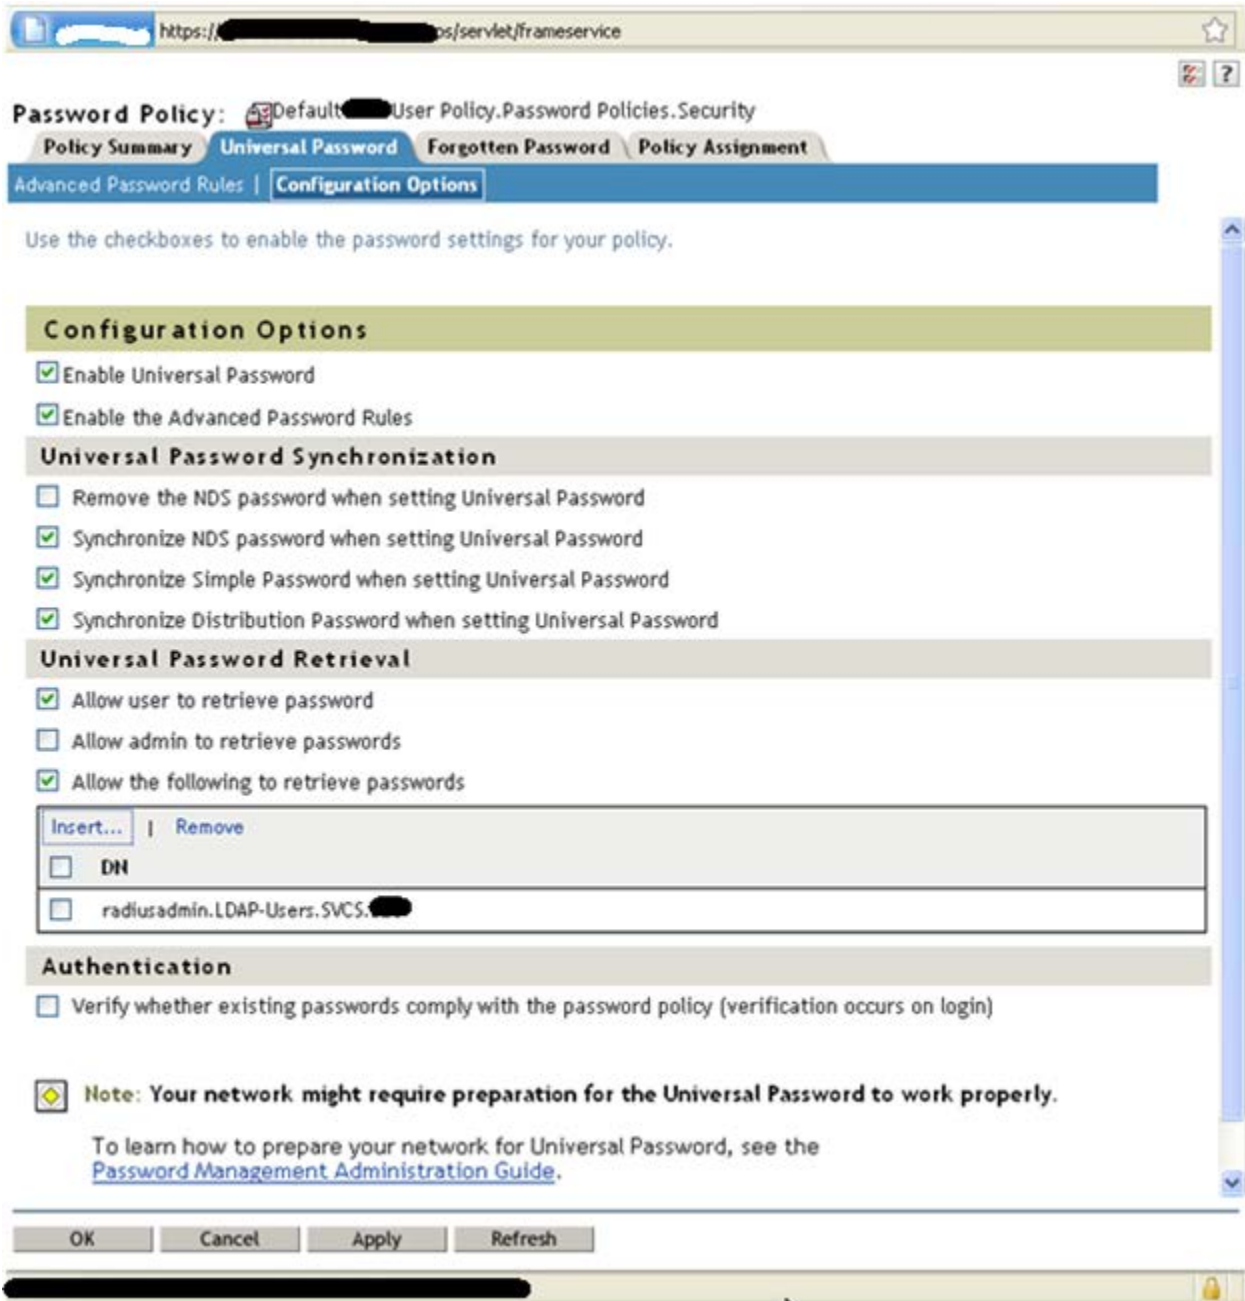 https:// ps/servlet/frameservice
?
Password Policy: Default User Policy.Password Policies.Security
Policy Summary Universal Password Forgotten Password Policy Assignment
Advanced Password Rules | Configuration Options
Use the checkboxes to enable the password settings for your policy.
Configuration Options
Enable Universal Password
Enable the Advanced Password Rules
Universal Password Synchronization
Remove the NDS password when setting Universal Password
Synchronize NDS password when setting Universal Password
Synchronize Simple Password when setting Universal Password
Synchronize Distribution Password when setting Universal Password
Universal Password Retrieval
Allow user to retrieve password
Allow admin to retrieve passwords
Allow the following to retrieve passwords
Insert... | Remove
DN
radiusadmin.LDAP-Users.SVCS.
Authentication
Verify whether existing passwords comply with the password policy (verification occurs on login)
Note: Your network might require preparation for the Universal Password to work properly.
To learn how to prepare your network for Universal Password, see the
Password Management Administration Guide.
OK Cancel Apply Refresh